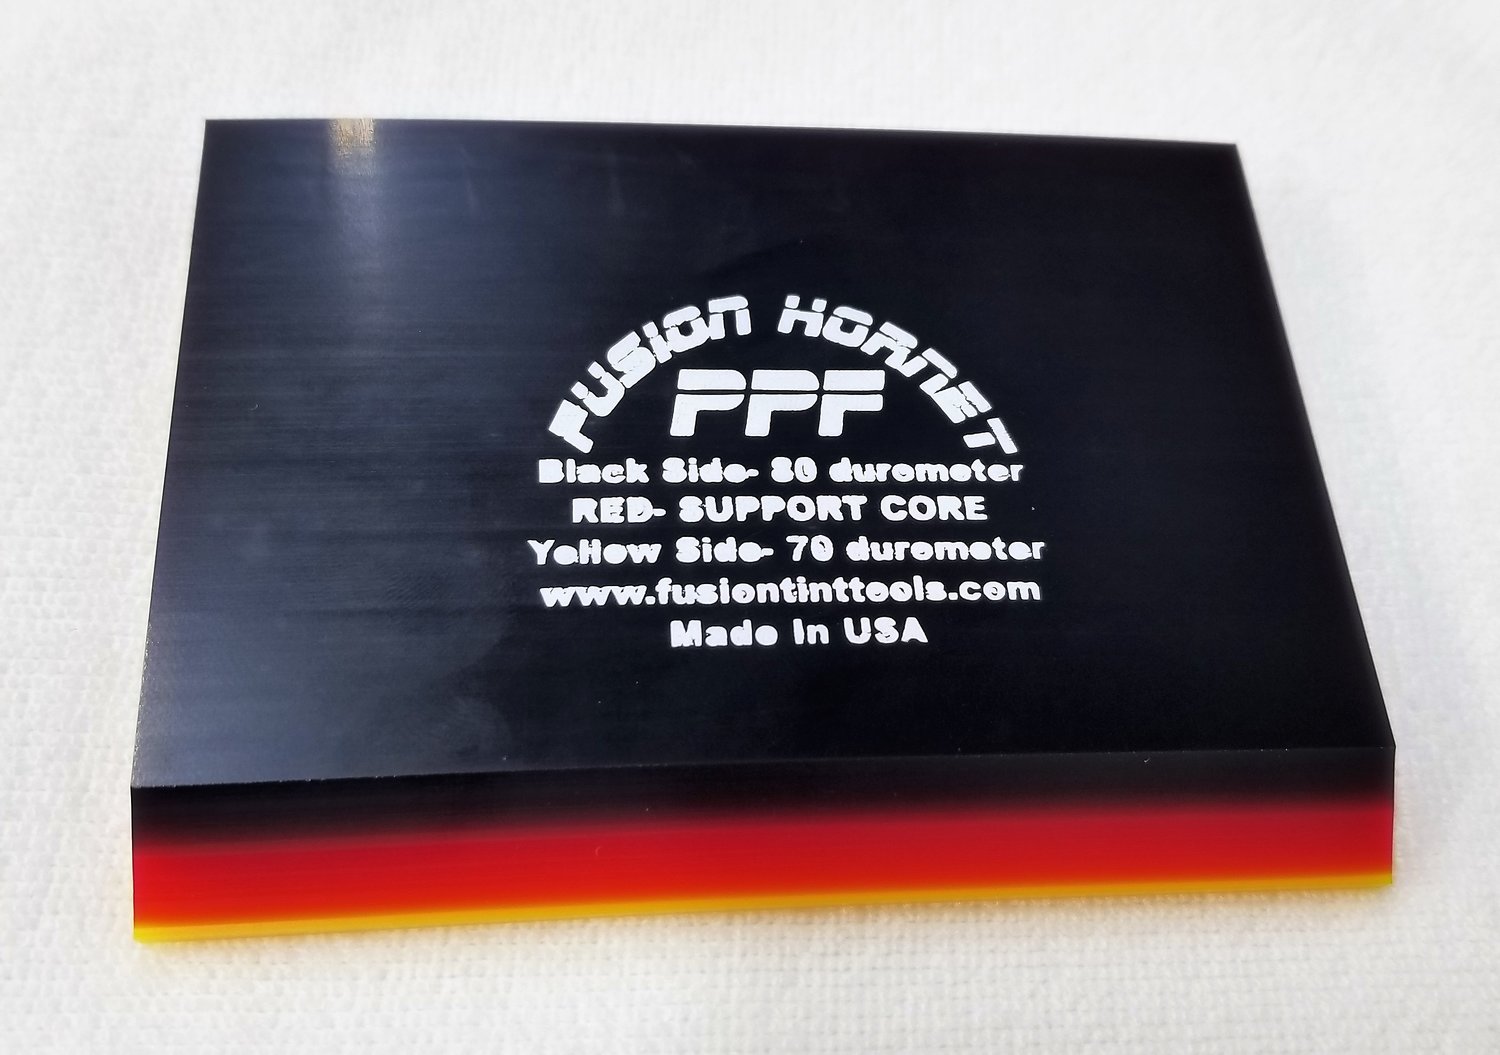 FUSION HORNET
PPF
Black Side- 80 durometer
RED- SUPPORT CORE
Yellow Side- 70 durometer
www.fusiontinttools.com
Made In USA